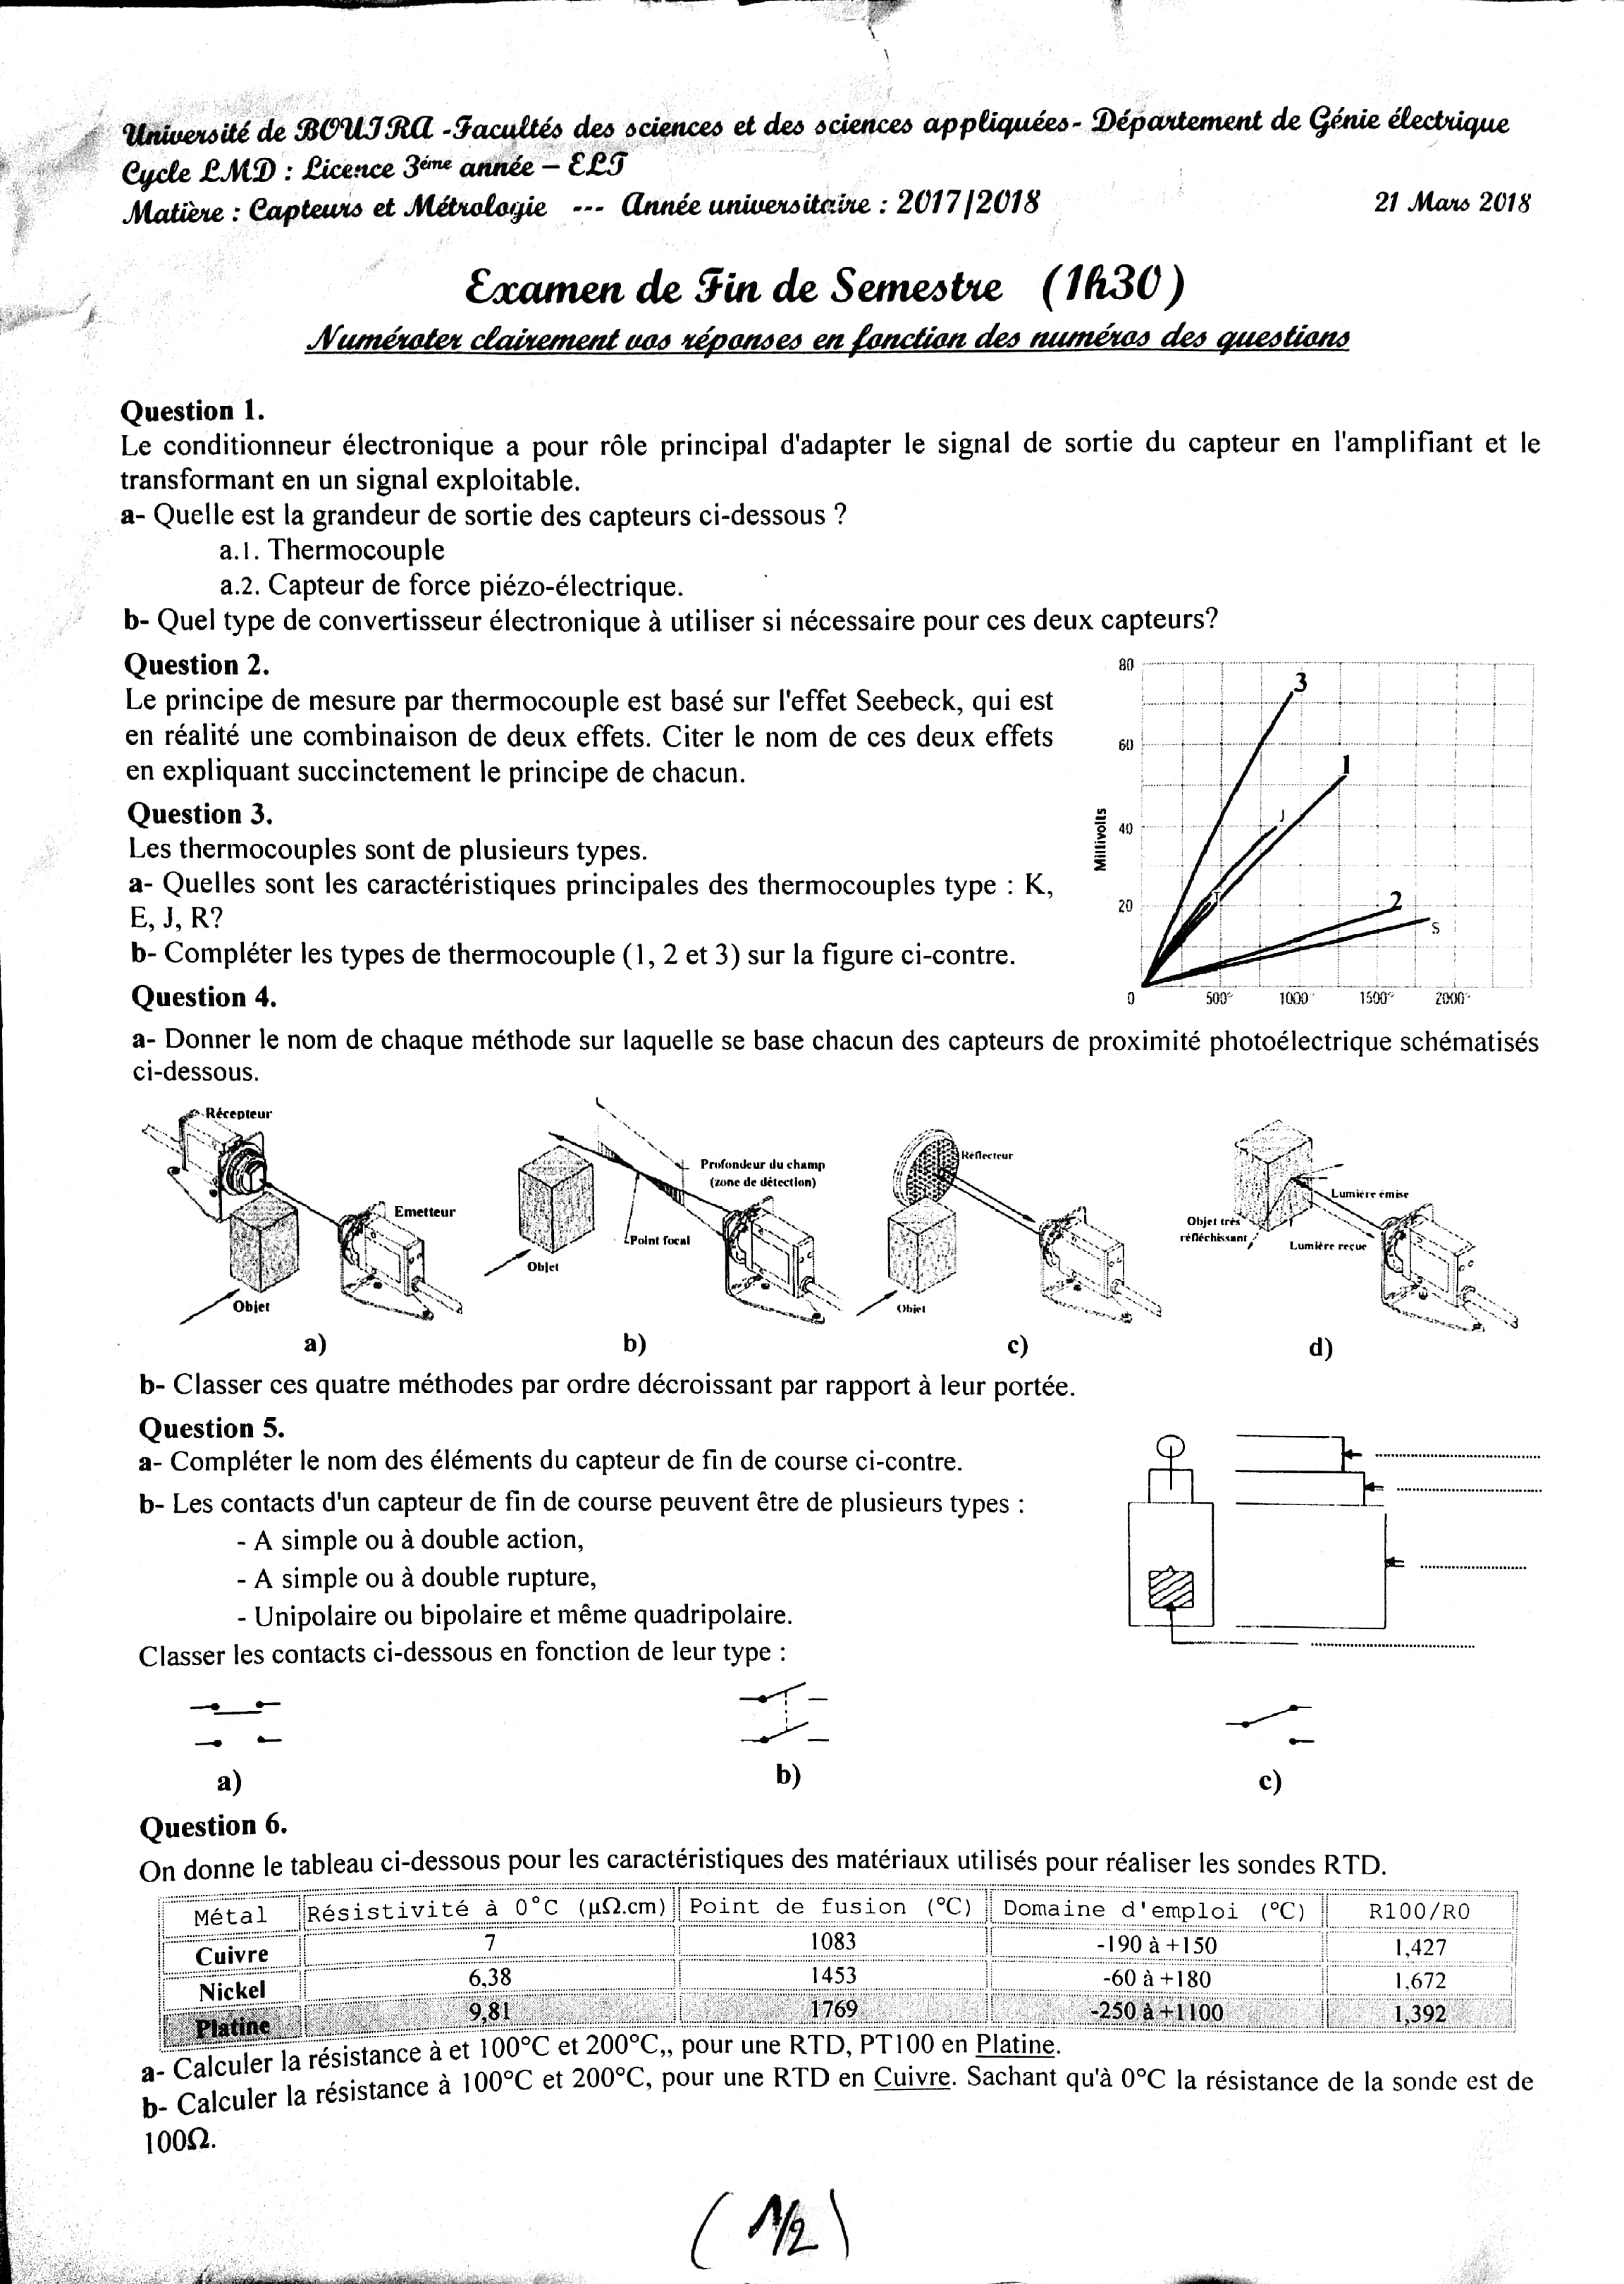 Université de BOUIRA -Facultés des sciences et des sciences appliquées- Département de Génie électrique
Cycle LMD : Licence 3éme année – ELT
Matière : Capteurs et Métrologie --- Année universitaire : 2017/2018 21 Mars 2018
Examen de Fin de Semestre (1h30)
Numéroter clairement vos réponses en fonction des numéros des questions
Question 1.
Le conditionneur électronique a pour rôle principal d'adapter le signal de sortie du capteur en l'amplifiant et le
transformant en un signal exploitable.
a- Quelle est la grandeur de sortie des capteurs ci-dessous ?
a.1. Thermocouple
a.2. Capteur de force piézo-électrique.
b- Quel type de convertisseur électronique à utiliser si nécessaire pour ces deux capteurs?
Question 2.
Le principe de mesure par thermocouple est basé sur l'effet Seebeck, qui est
en réalité une combinaison de deux effets. Citer le nom de ces deux effets
en expliquant succinctement le principe de chacun.
Question 3.
Les thermocouples sont de plusieurs types.
a- Quelles sont les caractéristiques principales des thermocouples type : K,
E, J, R?
b- Compléter les types de thermocouple (1, 2 et 3) sur la figure ci-contre.
80
60
40
20
0
Millivolts
3
1
J
T
2
S
500° 1000° 1500° 2000°
Question 4.
a- Donner le nom de chaque méthode sur laquelle se base chacun des capteurs de proximité photoélectrique schématisés
ci-dessous.
Récepteur
Emetteur
Objet
a)
Profondeur du champ
(zone de détection)
Point focal
Objet
b)
Réflecteur
Objet
c)
Lumière émise
Objet très
réfléchissant
Lumière reçue
d)
b- Classer ces quatre méthodes par ordre décroissant par rapport à leur portée.
Question 5.
a- Compléter le nom des éléments du capteur de fin de course ci-contre.
b- Les contacts d'un capteur de fin de course peuvent être de plusieurs types :
- A simple ou à double action,
- A simple ou à double rupture,
- Unipolaire ou bipolaire et même quadripolaire.
Classer les contacts ci-dessous en fonction de leur type :
a) b) c)
Question 6.
On donne le tableau ci-dessous pour les caractéristiques des matériaux utilisés pour réaliser les sondes RTD.
Métal Résistivité à 0°C (µΩ.cm) Point de fusion (°C) Domaine d'emploi (°C) R100/R0
Cuivre 7 1083 -190 à +150 1,427
Nickel 6,38 1453 -60 à +180 1,672
Platine 9,81 1769 -250 à +1100 1,392
a- Calculer la résistance à et 100°C et 200°C,, pour une RTD, PT100 en Platine.
b- Calculer la résistance à 100°C et 200°C, pour une RTD en Cuivre. Sachant qu'à 0°C la résistance de la sonde est de
100Ω.
(1/2)